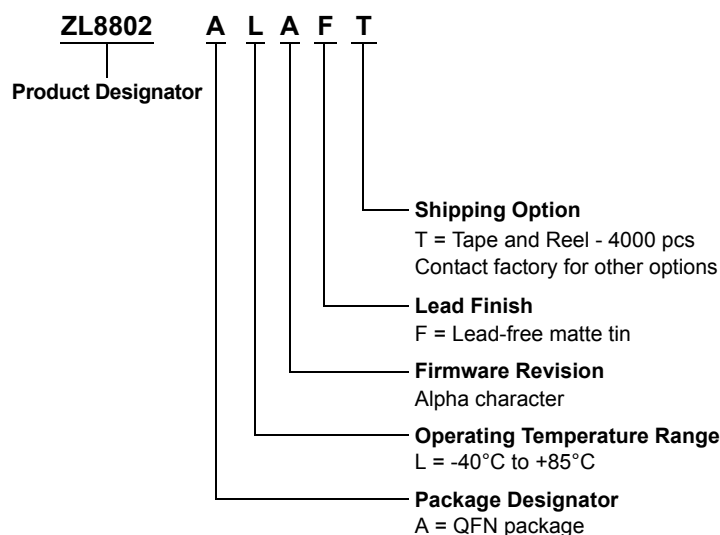 ZL8802 A L A F T
Product Designator
Shipping Option
T = Tape and Reel - 4000 pcs
Contact factory for other options
Lead Finish
F = Lead-free matte tin
Firmware Revision
Alpha character
Operating Temperature Range
L = -40°C to +85°C
Package Designator
A = QFN package